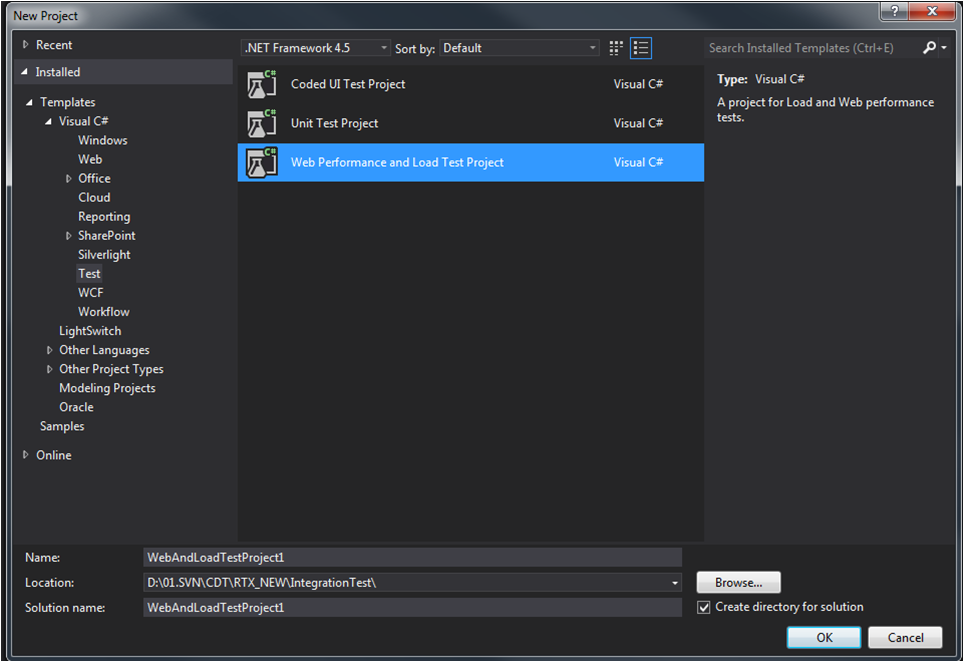 New Project
?
X
Recent
Installed
Templates
Visual C#
Windows
Web
Office
Cloud
Reporting
SharePoint
Silverlight
Test
WCF
Workflow
LightSwitch
Other Languages
Other Project Types
Modeling Projects
Oracle
Samples
Online
.NET Framework 4.5 Sort by: Default
C# Coded UI Test Project Visual C#
C# Unit Test Project Visual C#
C# Web Performance and Load Test Project Visual C#
Search Installed Templates (Ctrl+E)
Type: Visual C#
A project for Load and Web performance
tests.
Name: WebAndLoadTestProject1
Location: D:\01.SVN\CDT\RTX_NEW\IntegrationTest\ Browse...
Solution name: WebAndLoadTestProject1 Create directory for solution
OK Cancel